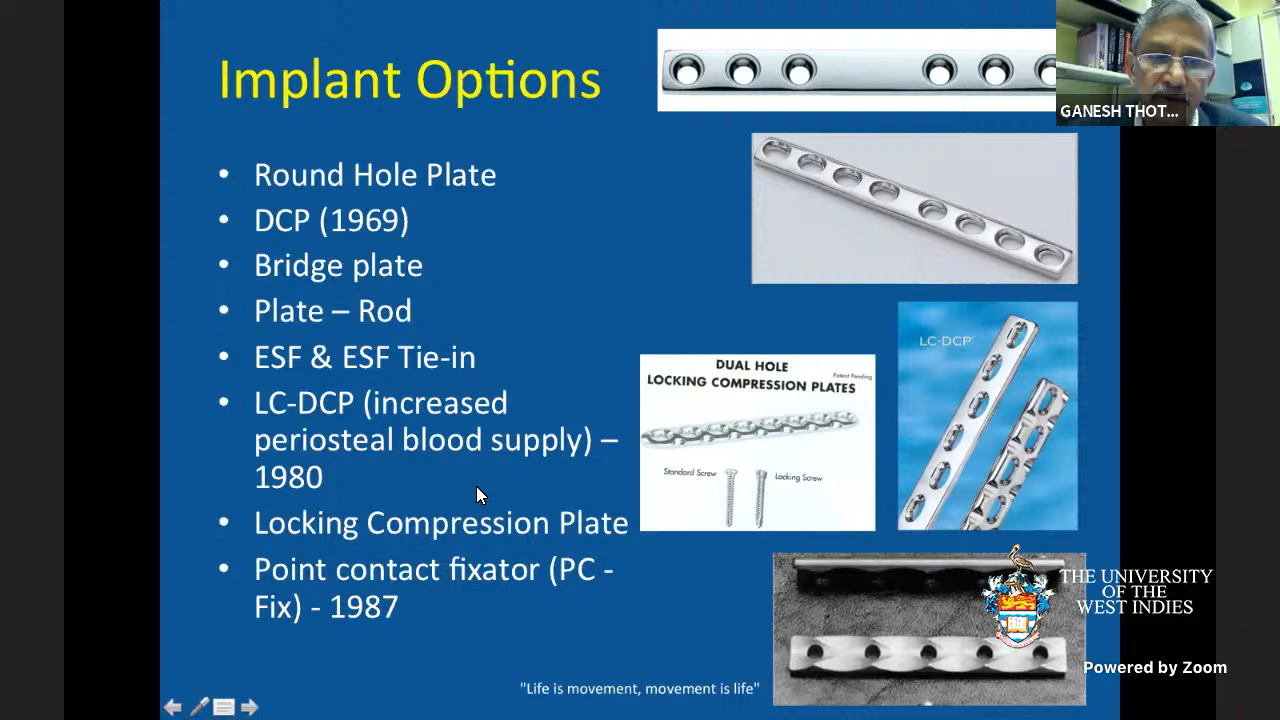 Implant Options
GANESH THOT...
• Round Hole Plate
• DCP (1969)
• Bridge plate
• Plate – Rod
• ESF & ESF Tie-in
• LC-DCP (increased
periosteal blood supply) –
1980
• Locking Compression Plate
• Point contact fixator (PC -
Fix) - 1987
LC-DCP
DUAL HOLE
Patent Pending
LOCKING COMPRESSION PLATES
Standard Screw
Locking Screw
THE UNIVERSITY
OF THE
WEST INDIES
Powered by Zoom
"Life is movement, movement is life"